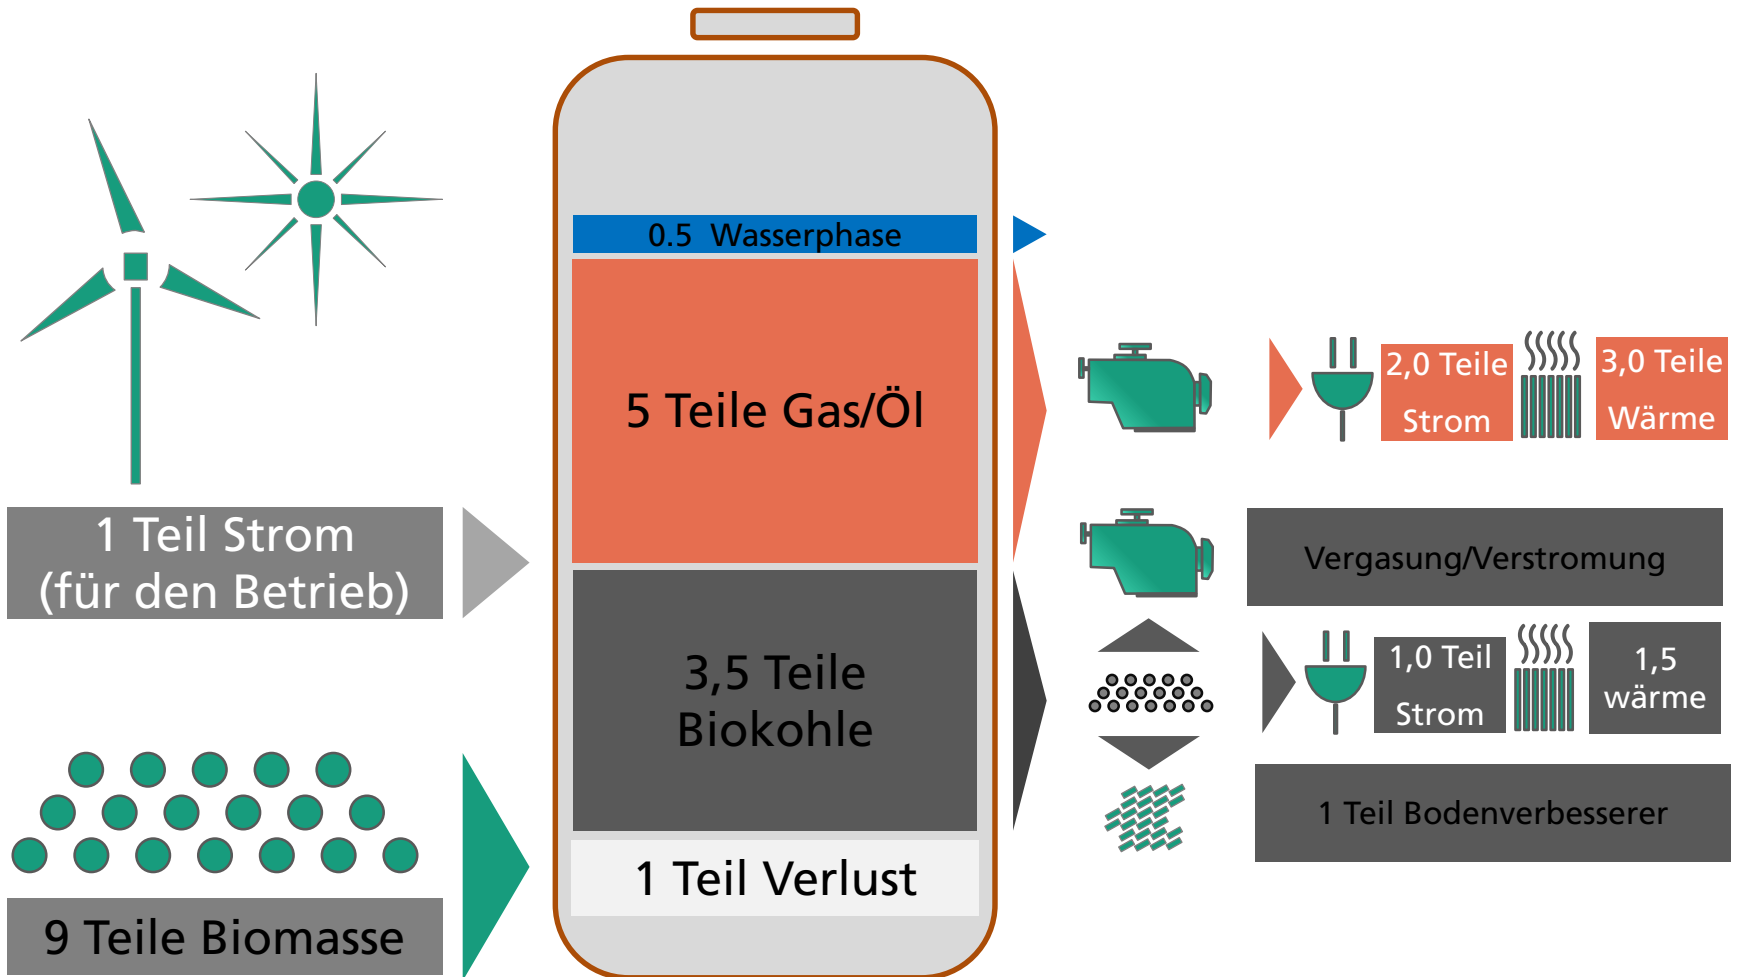 1 Teil Strom
(für den Betrieb)
9 Teile Biomasse
0.5 Wasserphase
5 Teile Gas/Öl
3,5 Teile
Biokohle
1 Teil Verlust
2,0 Teile
Strom
3,0 Teile
Wärme
Vergasung/Verstromung
1,0 Teil
Strom
1,5
wärme
1 Teil Bodenverbesserer